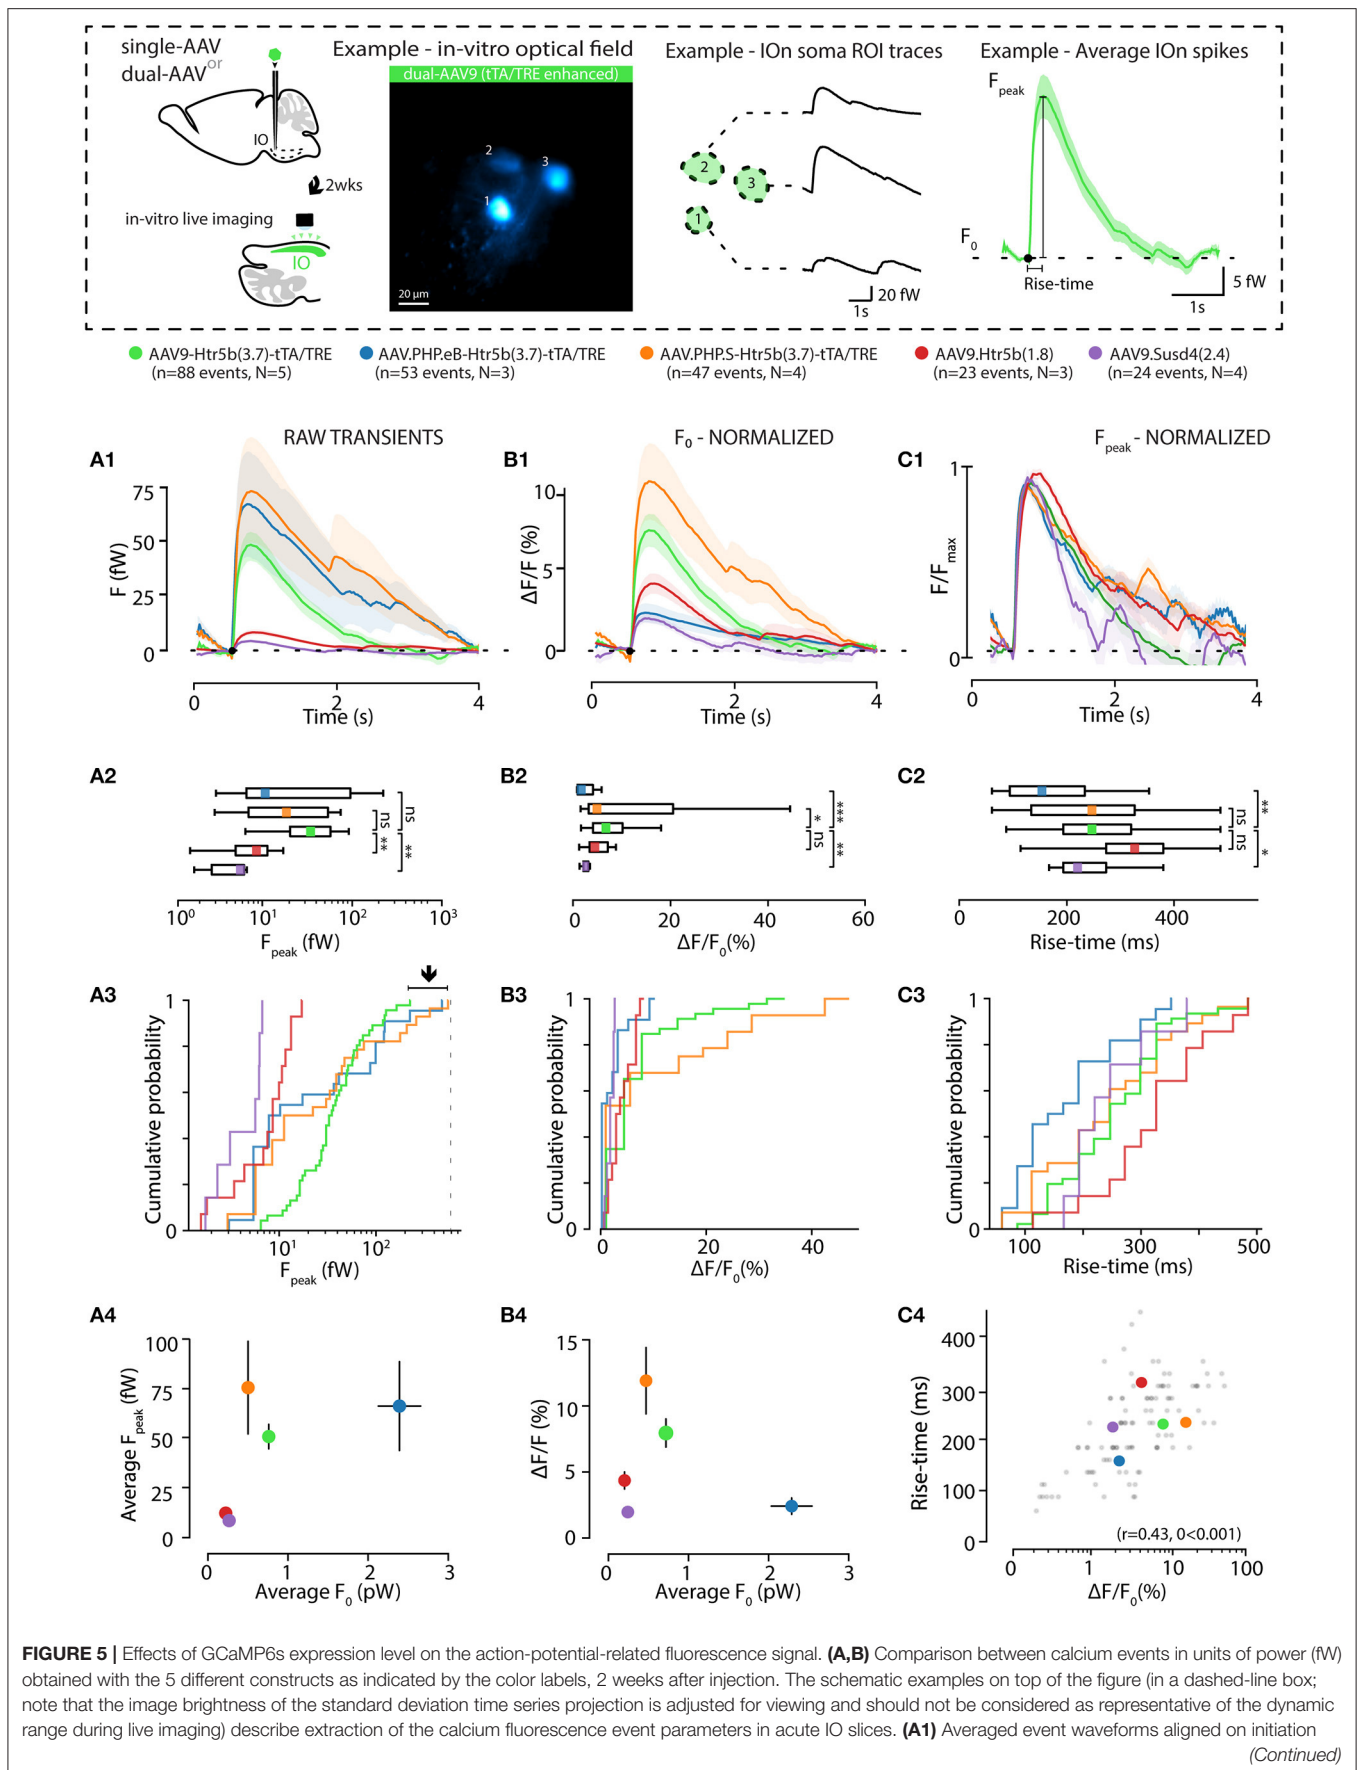 single-AAV
or
dual-AAV
IO
2wks
in-vitro live imaging
IO
Example - in-vitro optical field
dual-AAV9 (tTA/TRE enhanced)
2
3
1
20 µm
Example - IOn soma ROI traces
2
3
1
20 fW
1s
Example - Average IOn spikes
Fpeak
F0
Rise-time
5 fW
1s
AAV9-Htr5b(3.7)-tTA/TRE
(n=88 events, N=5)
AAV.PHP.eB-Htr5b(3.7)-tTA/TRE
(n=53 events, N=3)
AAV.PHP.S-Htr5b(3.7)-tTA/TRE
(n=47 events, N=4)
AAV9.Htr5b(1.8)
(n=23 events, N=3)
AAV9.Susd4(2.4)
(n=24 events, N=4)
A1
RAW TRANSIENTS
75
50
25
0
F (fW)
0 2 4
Time (s)
B1
F0 - NORMALIZED
10
5
0
ΔF/F (%)
0 2 4
Time (s)
C1
Fpeak - NORMALIZED
1
0
F/Fmax
0 2 4
Time (s)
A2
ns
ns
**
**
10⁰ 10¹ 10² 10³
Fpeak (fW)
B2
***
*
ns
**
0 20 40 60
ΔF/F0(%)
C2
**
ns
ns
*
0 200 400
Rise-time (ms)
A3
1
0
Cumulative probability
10¹ 10²
Fpeak (fW)
B3
1
0
Cumulative probability
0 20 40
ΔF/F0(%)
C3
1
0
Cumulative probability
100 300 500
Rise-time (ms)
A4
100
75
50
25
0
Average Fpeak (fW)
0 1 2 3
Average F0 (pW)
B4
15
10
5
0
ΔF/F (%)
0 1 2 3
Average F0 (pW)
C4
400
300
200
100
0
Rise-time (ms)
(r=0.43, 0<0.001)
0 1 10 100
ΔF/F0(%)
FIGURE 5 | Effects of GCaMP6s expression level on the action-potential-related fluorescence signal. (A,B) Comparison between calcium events in units of power (fW)
obtained with the 5 different constructs as indicated by the color labels, 2 weeks after injection. The schematic examples on top of the figure (in a dashed-line box;
note that the image brightness of the standard deviation time series projection is adjusted for viewing and should not be considered as representative of the dynamic
range during live imaging) describe extraction of the calcium fluorescence event parameters in acute IO slices. (A1) Averaged event waveforms aligned on initiation
(Continued)